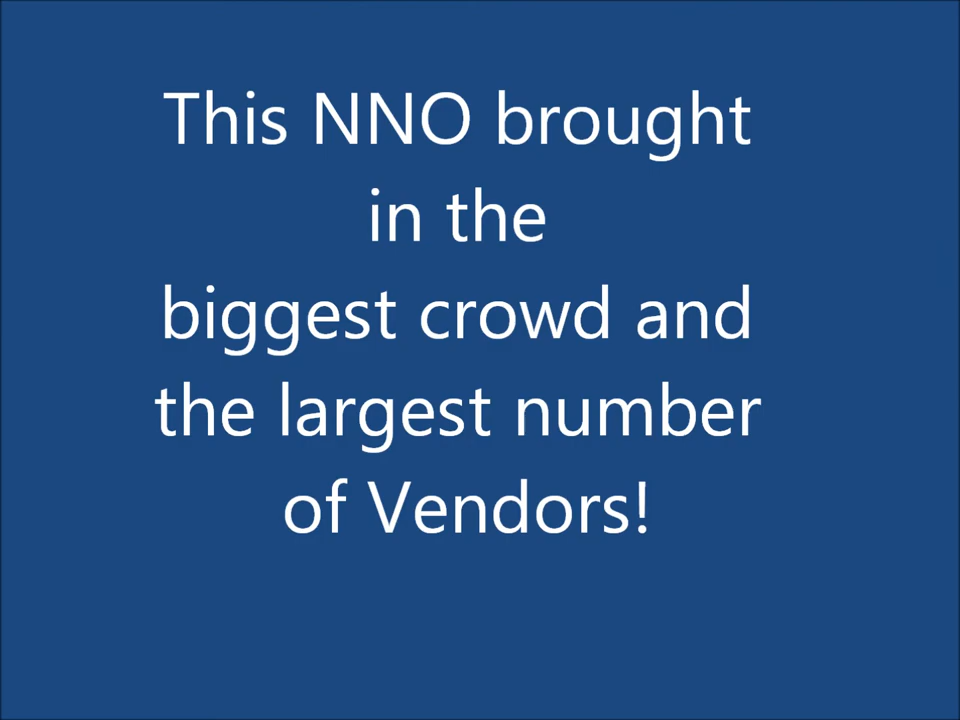 This NNO brought
in the
biggest crowd and
the largest number
of Vendors!